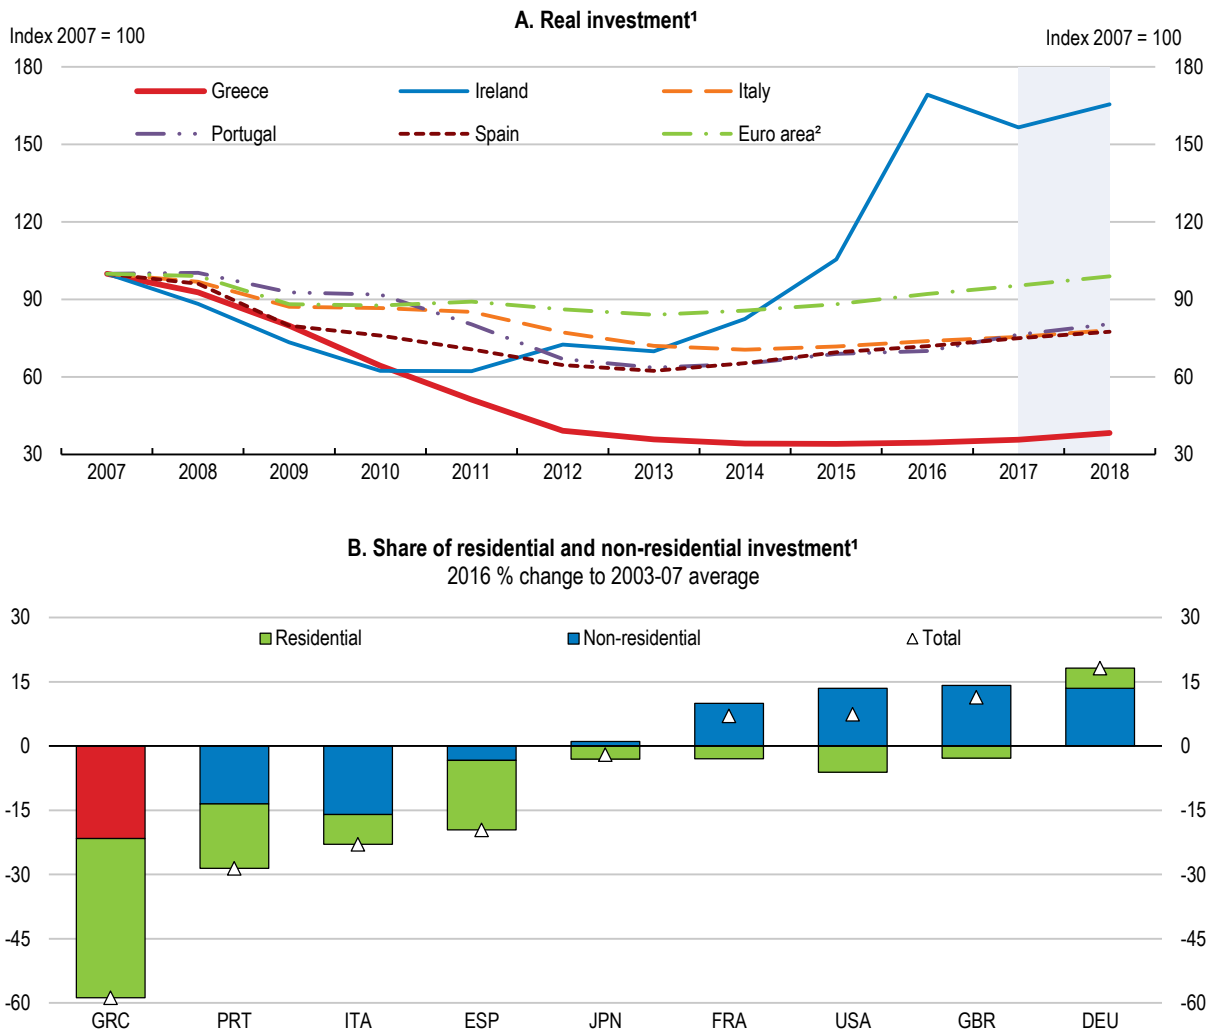 A. Real investment¹
Index 2007 = 100 Index 2007 = 100
180 180
Greece Ireland Italy
Portugal Spain Euro area²
150 150
120 120
90 90
60 60
30 30
2007 2008 2009 2010 2011 2012 2013 2014 2015 2016 2017 2018
B. Share of residential and non-residential investment¹
2016 % change to 2003-07 average
30 30
Residential Non-residential Total
15 15
0 0
-15 -15
-30 -30
-45 -45
-60 -60
GRC PRT ITA ESP JPN FRA USA GBR DEU